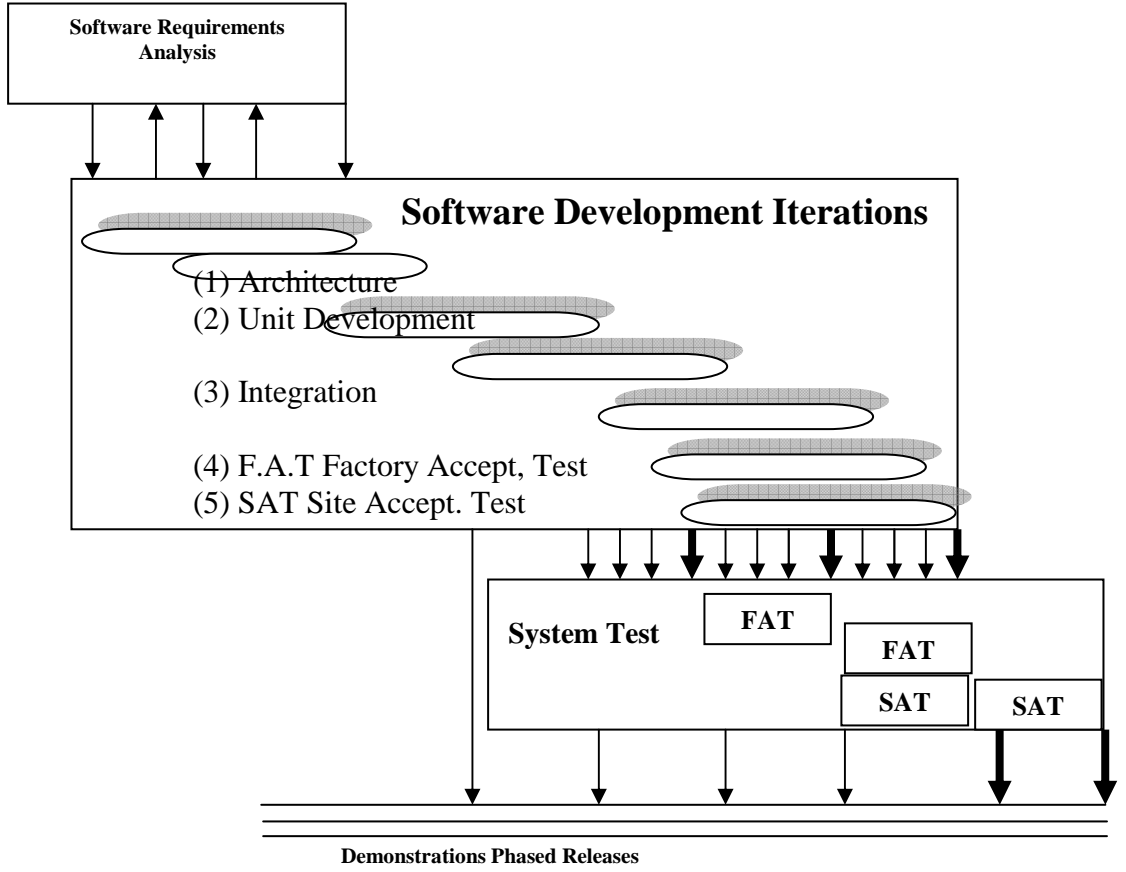 Software Requirements
Analysis
Software Development Iterations
(1) Architecture
(2) Unit Development
(3) Integration
(4) F.A.T Factory Accept, Test
(5) SAT Site Accept. Test
System Test
FAT
FAT
SAT
SAT
Demonstrations Phased Releases